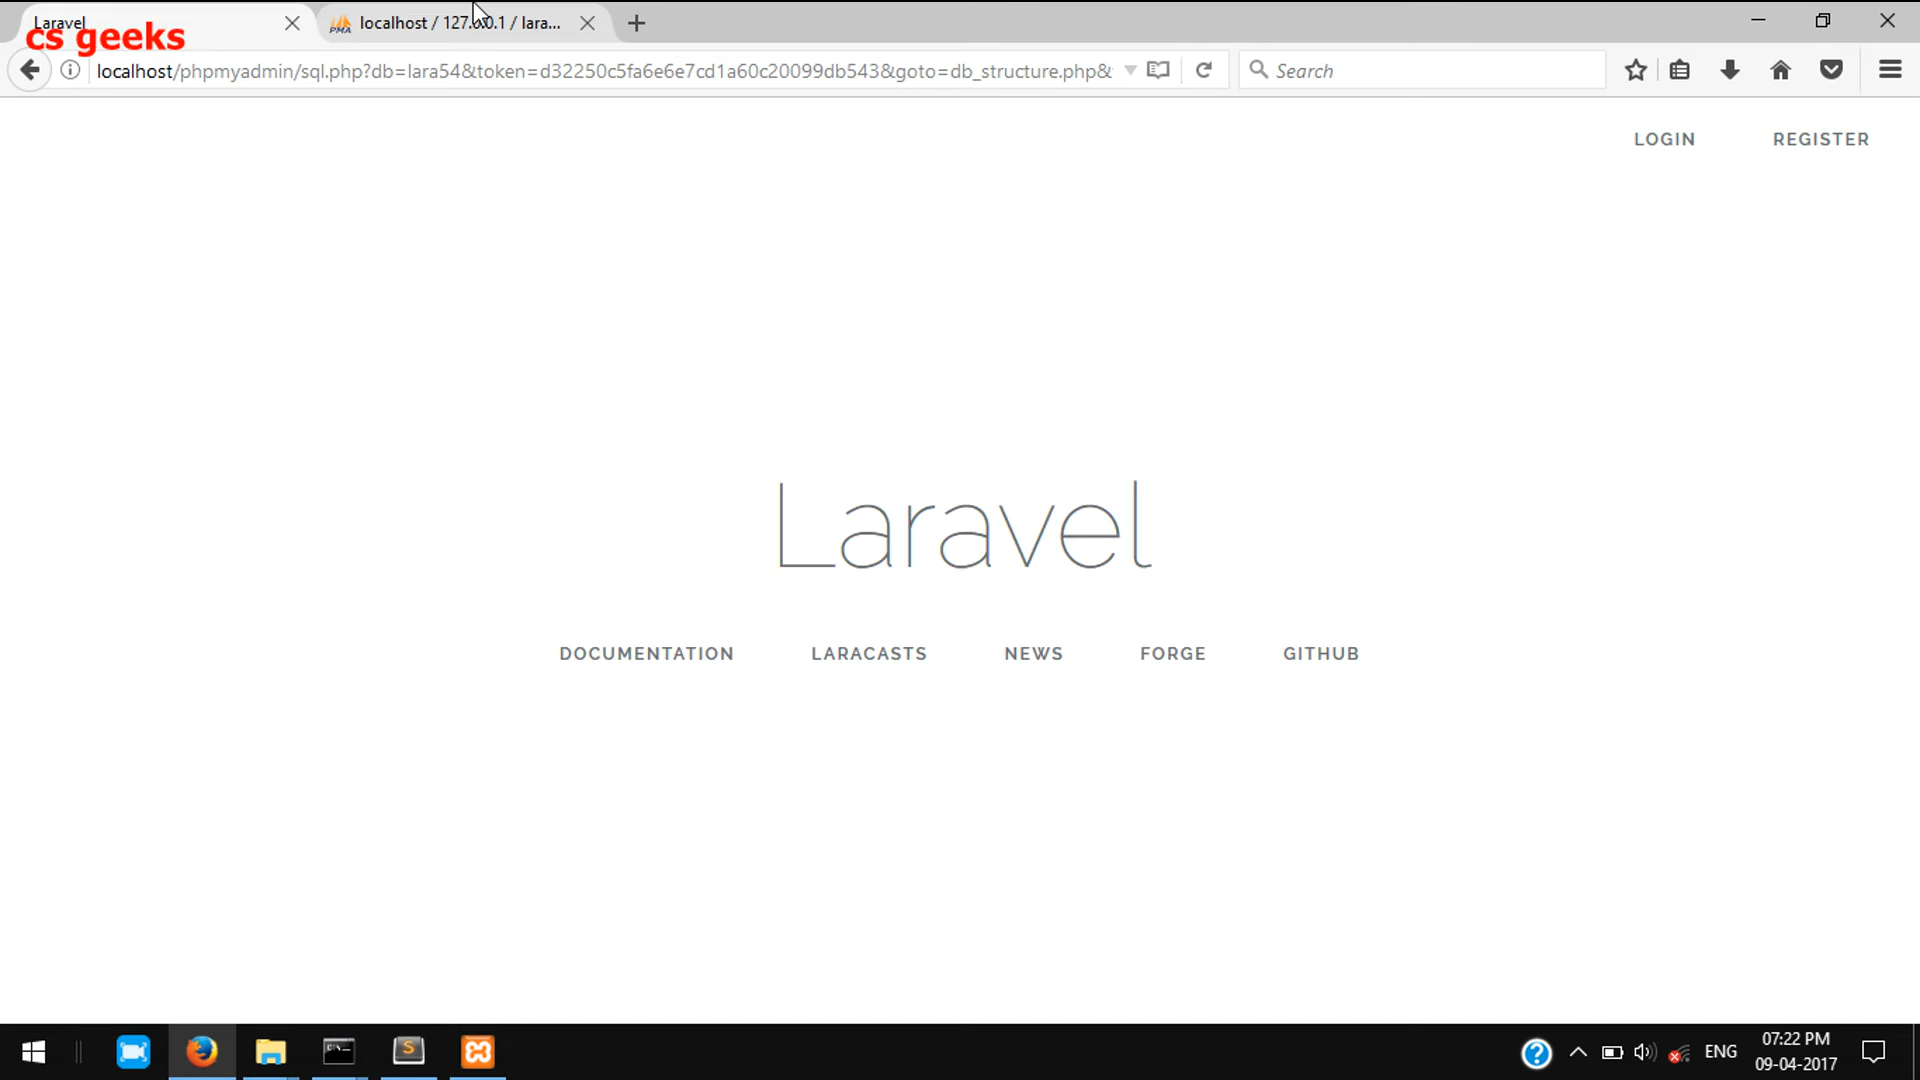 Laravel
localhost / 127.0.0.1 / lara...
cs geeks
localhost/phpmyadmin/sql.php?db=lara54&token=d32250c5fa6e6e7cd1a60c20099db543&goto=db_structure.php&
Search
LOGIN REGISTER
Laravel
DOCUMENTATION LARACASTS NEWS FORGE GITHUB
ENG
07:22 PM
09-04-2017